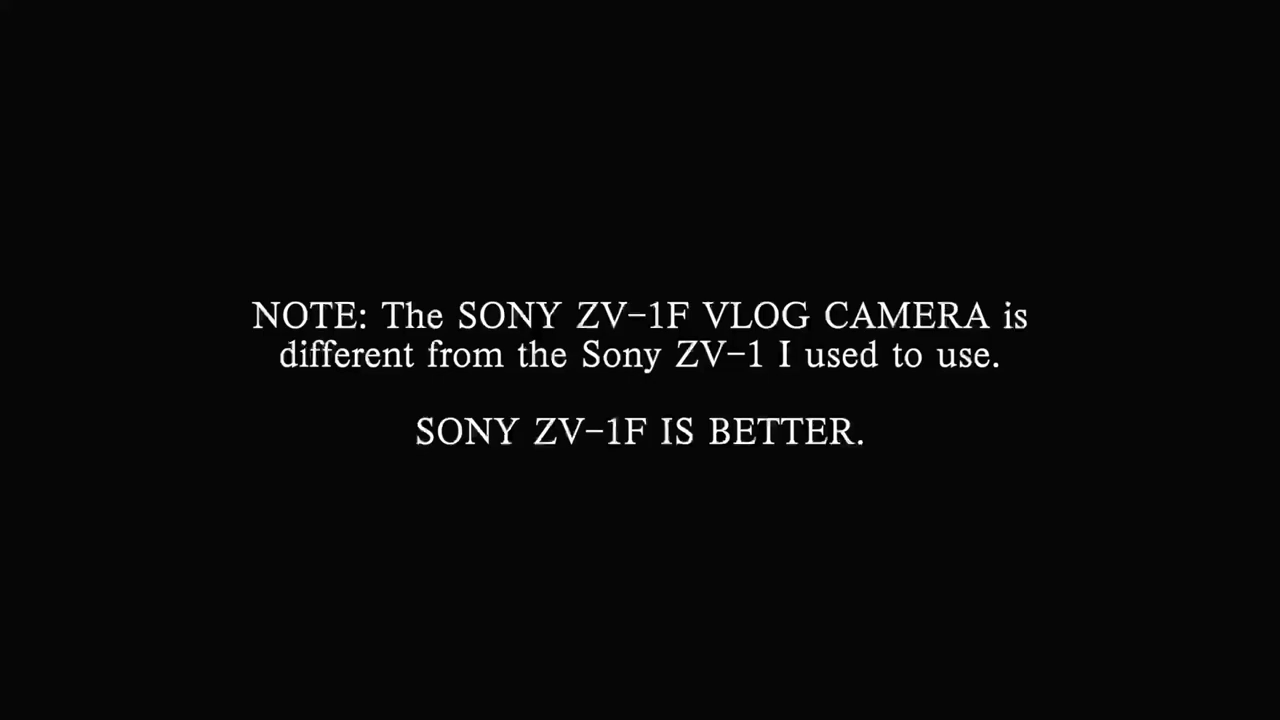 NOTE: The SONY ZV-1F VLOG CAMERA is
different from the Sony ZV-1 I used to use.
SONY ZV-1F IS BETTER.